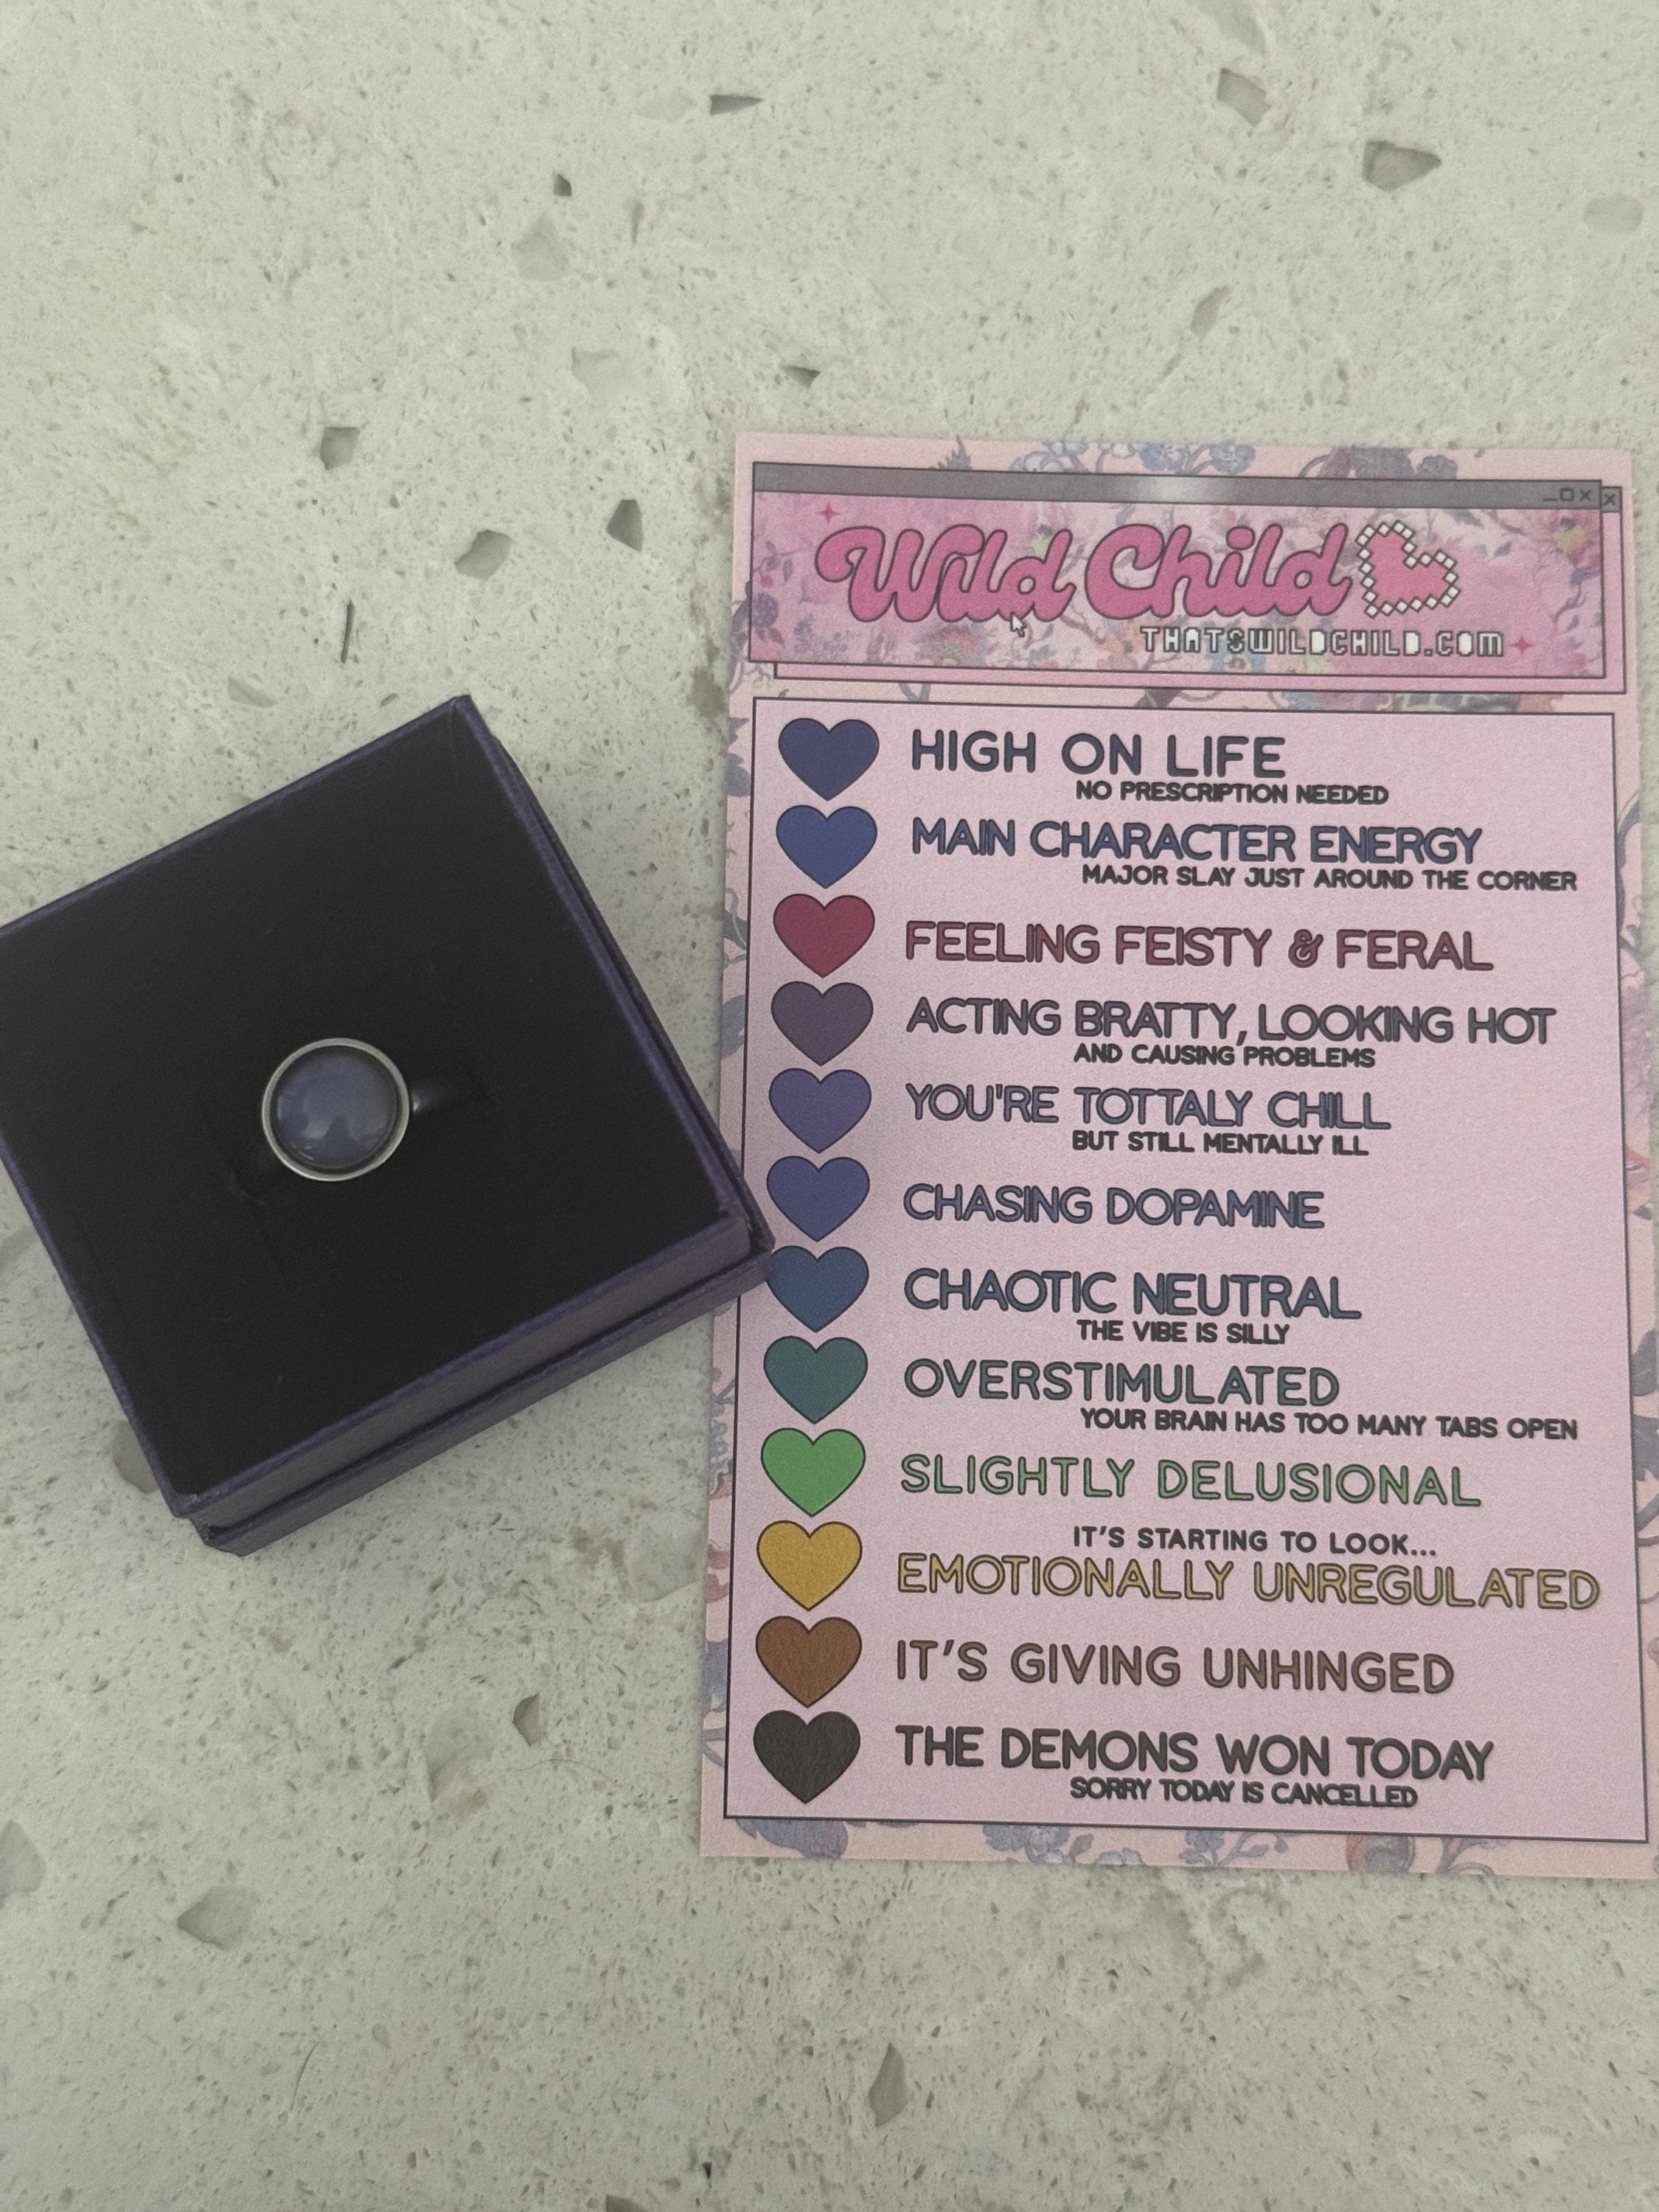 Wild Child
THATSWILDCHILD.COM
HIGH ON LIFE
NO PRESCRIPTION NEEDED
MAIN CHARACTER ENERGY
MAJOR SLAY JUST AROUND THE CORNER
FEELING FEISTY & FERAL
ACTING BRATTY, LOOKING HOT
AND CAUSING PROBLEMS
YOU'RE TOTTALY CHILL
BUT STILL MENTALLY ILL
CHASING DOPAMINE
CHAOTIC NEUTRAL
THE VIBE IS SILLY
OVERSTIMULATED
YOUR BRAIN HAS TOO MANY TABS OPEN
SLIGHTLY DELUSIONAL
IT'S STARTING TO LOOK...
EMOTIONALLY UNREGULATED
IT'S GIVING UNHINGED
THE DEMONS WON TODAY
SORRY TODAY IS CANCELLED